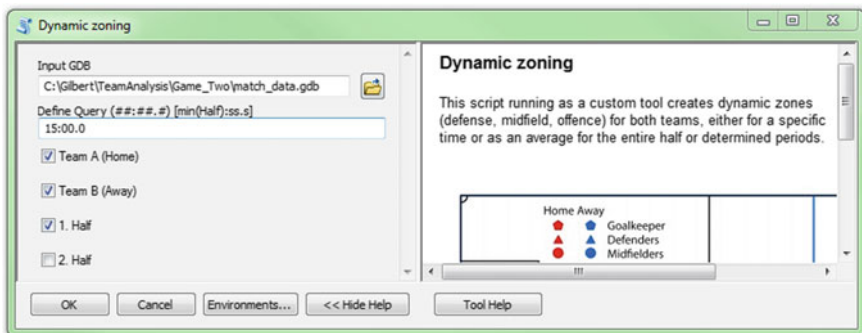 Dynamic zoning
Input GDB
C:\Gilbert\TeamAnalysis\Game_Two\match_data.gdb
Define Query (##:##.#) [min(Half):ss.s]
15:00.0
Team A (Home)
Team B (Away)
1. Half
2. Half
Dynamic zoning
This script running as a custom tool creates dynamic zones
(defense, midfield, offence) for both teams, either for a specific
time or as an average for the entire half or determined periods.
Home Away
Goalkeeper
Defenders
Midfielders
OK
Cancel
Environments...
<< Hide Help
Tool Help